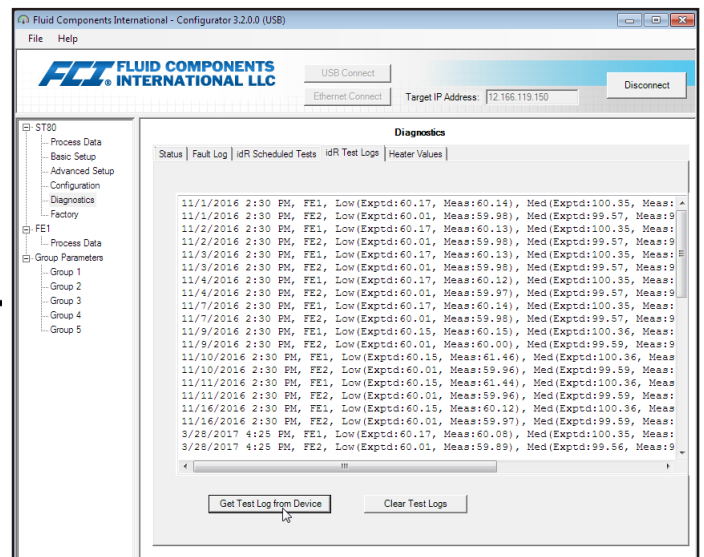 Fluid Components International - Configurator 3.2.0.0 (USB)
File Help
FCI FLUID COMPONENTS
® INTERNATIONAL LLC
USB Connect
Ethernet Connect
Target IP Address: 12.166.119.150
Disconnect
ST80
Process Data
Basic Setup
Advanced Setup
Configuration
Diagnostics
Factory
FE1
Process Data
Group Parameters
Group 1
Group 2
Group 3
Group 4
Group 5
Diagnostics
Status Fault Log idR Scheduled Tests idR Test Logs Heater Values
11/1/2016 2:30 PM, FE1, Low(Exptd:60.17, Meas:60.14), Med(Exptd:100.35, Meas:
11/1/2016 2:30 PM, FE2, Low(Exptd:60.01, Meas:59.98), Med(Exptd:99.57, Meas:9
11/2/2016 2:30 PM, FE1, Low(Exptd:60.17, Meas:60.13), Med(Exptd:100.35, Meas:
11/2/2016 2:30 PM, FE2, Low(Exptd:60.01, Meas:59.98), Med(Exptd:99.57, Meas:9
11/3/2016 2:30 PM, FE1, Low(Exptd:60.17, Meas:60.13), Med(Exptd:100.35, Meas:
11/3/2016 2:30 PM, FE2, Low(Exptd:60.01, Meas:59.98), Med(Exptd:99.57, Meas:9
11/4/2016 2:30 PM, FE1, Low(Exptd:60.17, Meas:60.12), Med(Exptd:100.35, Meas:
11/4/2016 2:30 PM, FE2, Low(Exptd:60.01, Meas:59.97), Med(Exptd:99.57, Meas:9
11/7/2016 2:30 PM, FE1, Low(Exptd:60.17, Meas:60.14), Med(Exptd:100.35, Meas:
11/7/2016 2:30 PM, FE2, Low(Exptd:60.01, Meas:59.98), Med(Exptd:99.57, Meas:9
11/9/2016 2:30 PM, FE1, Low(Exptd:60.15, Meas:60.15), Med(Exptd:100.36, Meas:
11/9/2016 2:30 PM, FE2, Low(Exptd:60.01, Meas:60.00), Med(Exptd:99.59, Meas:9
11/10/2016 2:30 PM, FE1, Low(Exptd:60.15, Meas:61.46), Med(Exptd:100.36, Meas
11/10/2016 2:30 PM, FE2, Low(Exptd:60.01, Meas:59.96), Med(Exptd:99.59, Meas:
11/11/2016 2:30 PM, FE1, Low(Exptd:60.15, Meas:61.44), Med(Exptd:100.36, Meas
11/11/2016 2:30 PM, FE2, Low(Exptd:60.01, Meas:59.96), Med(Exptd:99.59, Meas:
11/16/2016 2:30 PM, FE1, Low(Exptd:60.15, Meas:60.12), Med(Exptd:100.36, Meas
11/16/2016 2:30 PM, FE2, Low(Exptd:60.01, Meas:59.97), Med(Exptd:99.59, Meas:
3/28/2017 4:25 PM, FE1, Low(Exptd:60.17, Meas:60.08), Med(Exptd:100.35, Meas:
3/28/2017 4:25 PM, FE2, Low(Exptd:60.01, Meas:59.89), Med(Exptd:99.56, Meas:9
Get Test Log from Device
Clear Test Logs